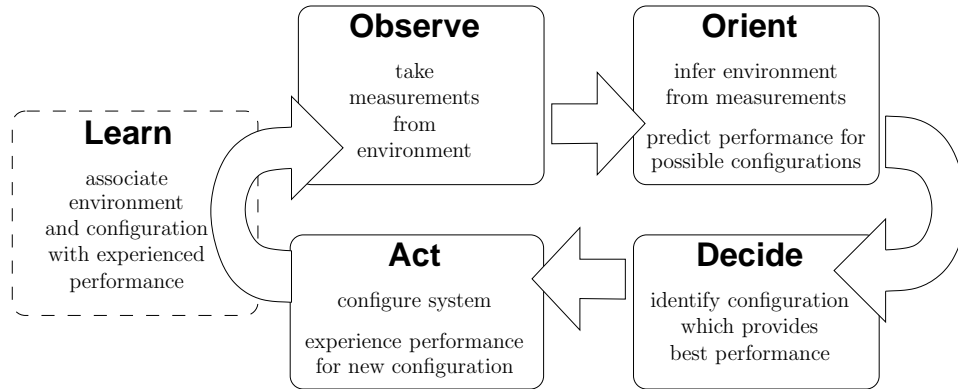 Observe
take
measurements
from
environment
Orient
infer environment
from measurements
predict performance for
possible configurations
Learn
associate
environment
and configuration
with experienced
performance
Act
configure system
experience performance
for new configuration
Decide
identify configuration
which provides
best performance